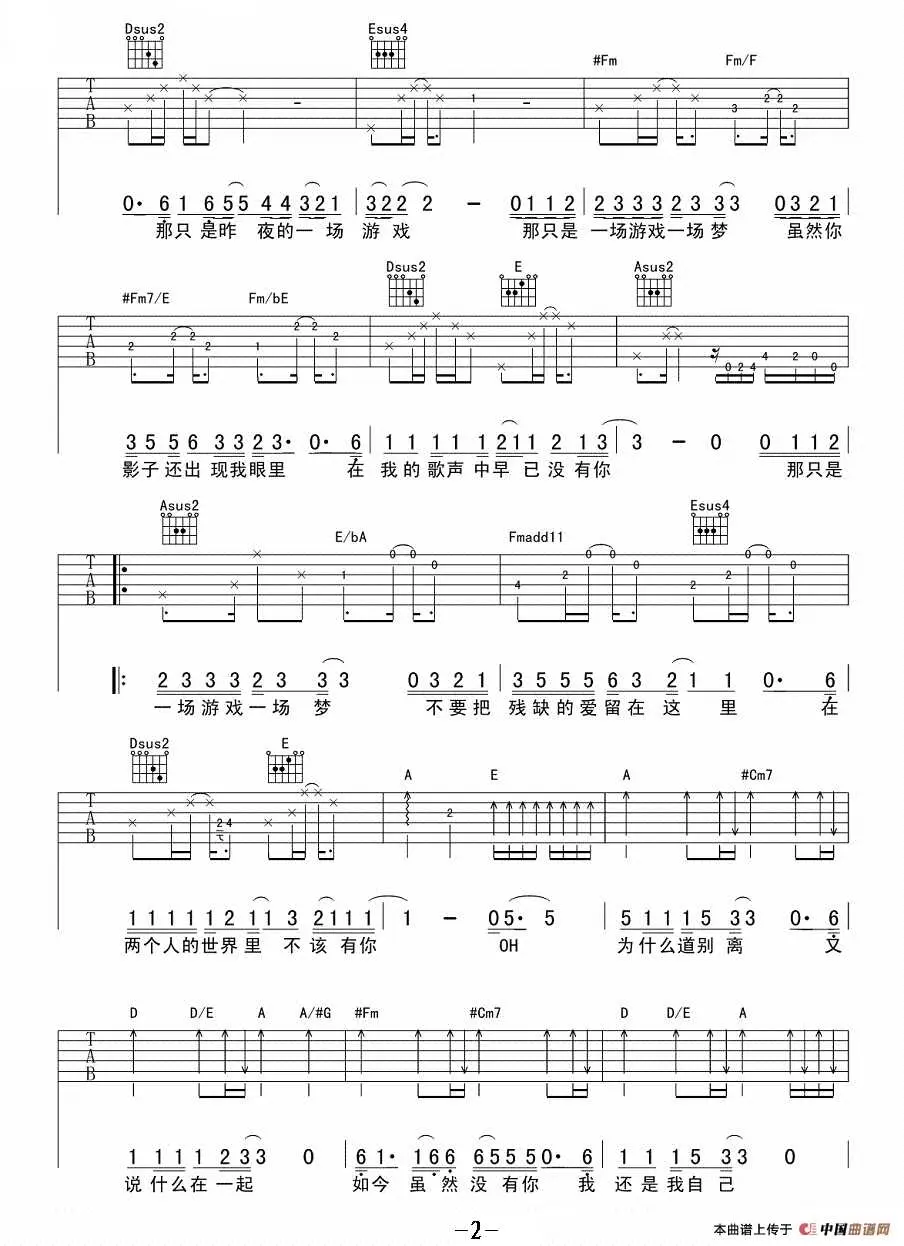 Dsus2 Esus4 #Fm Fm/F
T A B
0· 6 1 6 5 5 4 4 3 2 1 3 2 2 2 – 0 1 1 2 2 3 3 3 2 3 3 3 0 3 2 1
那只是昨 夜的一 场 游 戏 那只是 一场游戏一场梦 虽然你
#Fm7/E Fm/bE Dsus2 E Asus2
T A B
3 5 5 6 3 3 2 3· 0· 6 1 1 1 1 1 2 1 1 2 1 3 3 – 0 0 1 1 2
影子还出 现我眼里 在 我的歌声中早 已没有你 那只是
Asus2 E/bA Fmadd11 Esus4
T A B
2 3 3 3 2 3 3 3 0 3 2 1 3 5 5 5 6 3 2 1 1 0· 6
一场游戏一场 梦 不要把 残缺的爱留在 这 里 在
Dsus2 E A E A #Cm7
T A B
1 1 1 1 1 2 1 1 3 2 1 1 1 1 – 0 5· 5 5 1 1 1 5 3 3 0· 6
两个人的世界里 不该有你 OH 为什么道别 离 又
D D/E A A/#G #Fm #Cm7 D D/E A
T A B
1 1 1 1 2 3 3 0 6 1· 1 6 6 6 5 5 5 0· 6 1 1 1 5 3 3 0
说什么在一起 如今 虽 然 没有你 我 还是我自己
–2–
本曲谱上传于 中国曲谱网